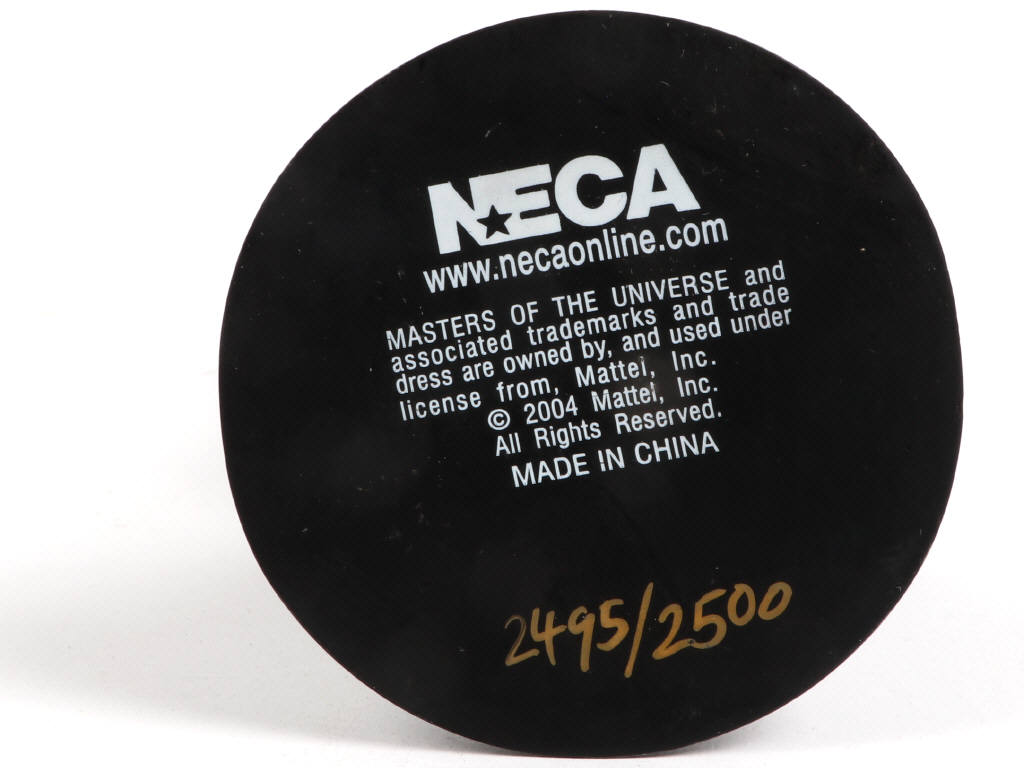 NECA
www.necaonline.com
MASTERS OF THE UNIVERSE and
associated trademarks and trade
dress are owned by, and used under
license from, Mattel, Inc.
© 2004 Mattel, Inc.
All Rights Reserved.
MADE IN CHINA
2495/2500